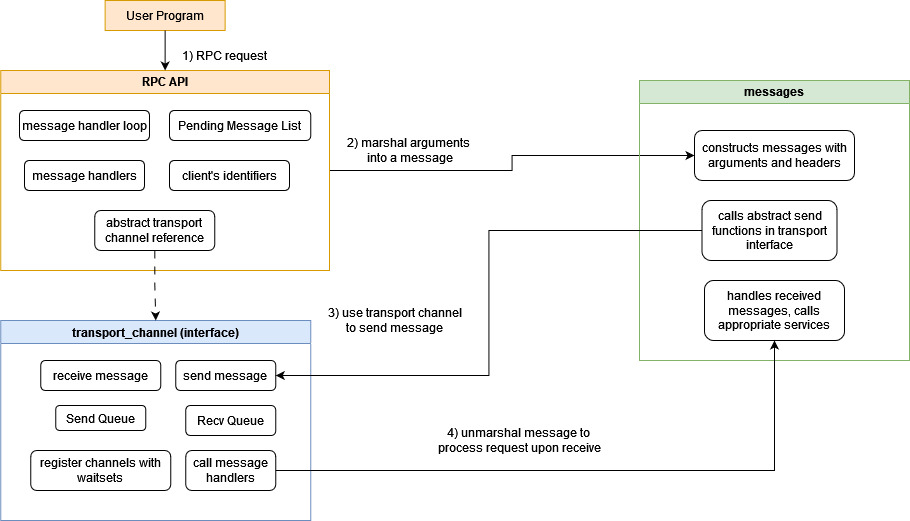 User Program
1) RPC request
RPC API
message handler loop
Pending Message List
message handlers
client's identifiers
abstract transport
channel reference
2) marshal arguments
into a message
messages
constructs messages with
arguments and headers
calls abstract send
functions in transport
interface
handles received
messages, calls
appropriate services
3) use transport channel
to send message
transport_channel (interface)
receive message
send message
Send Queue
Recv Queue
register channels with
waitsets
call message
handlers
4) unmarshal message to
process request upon receive